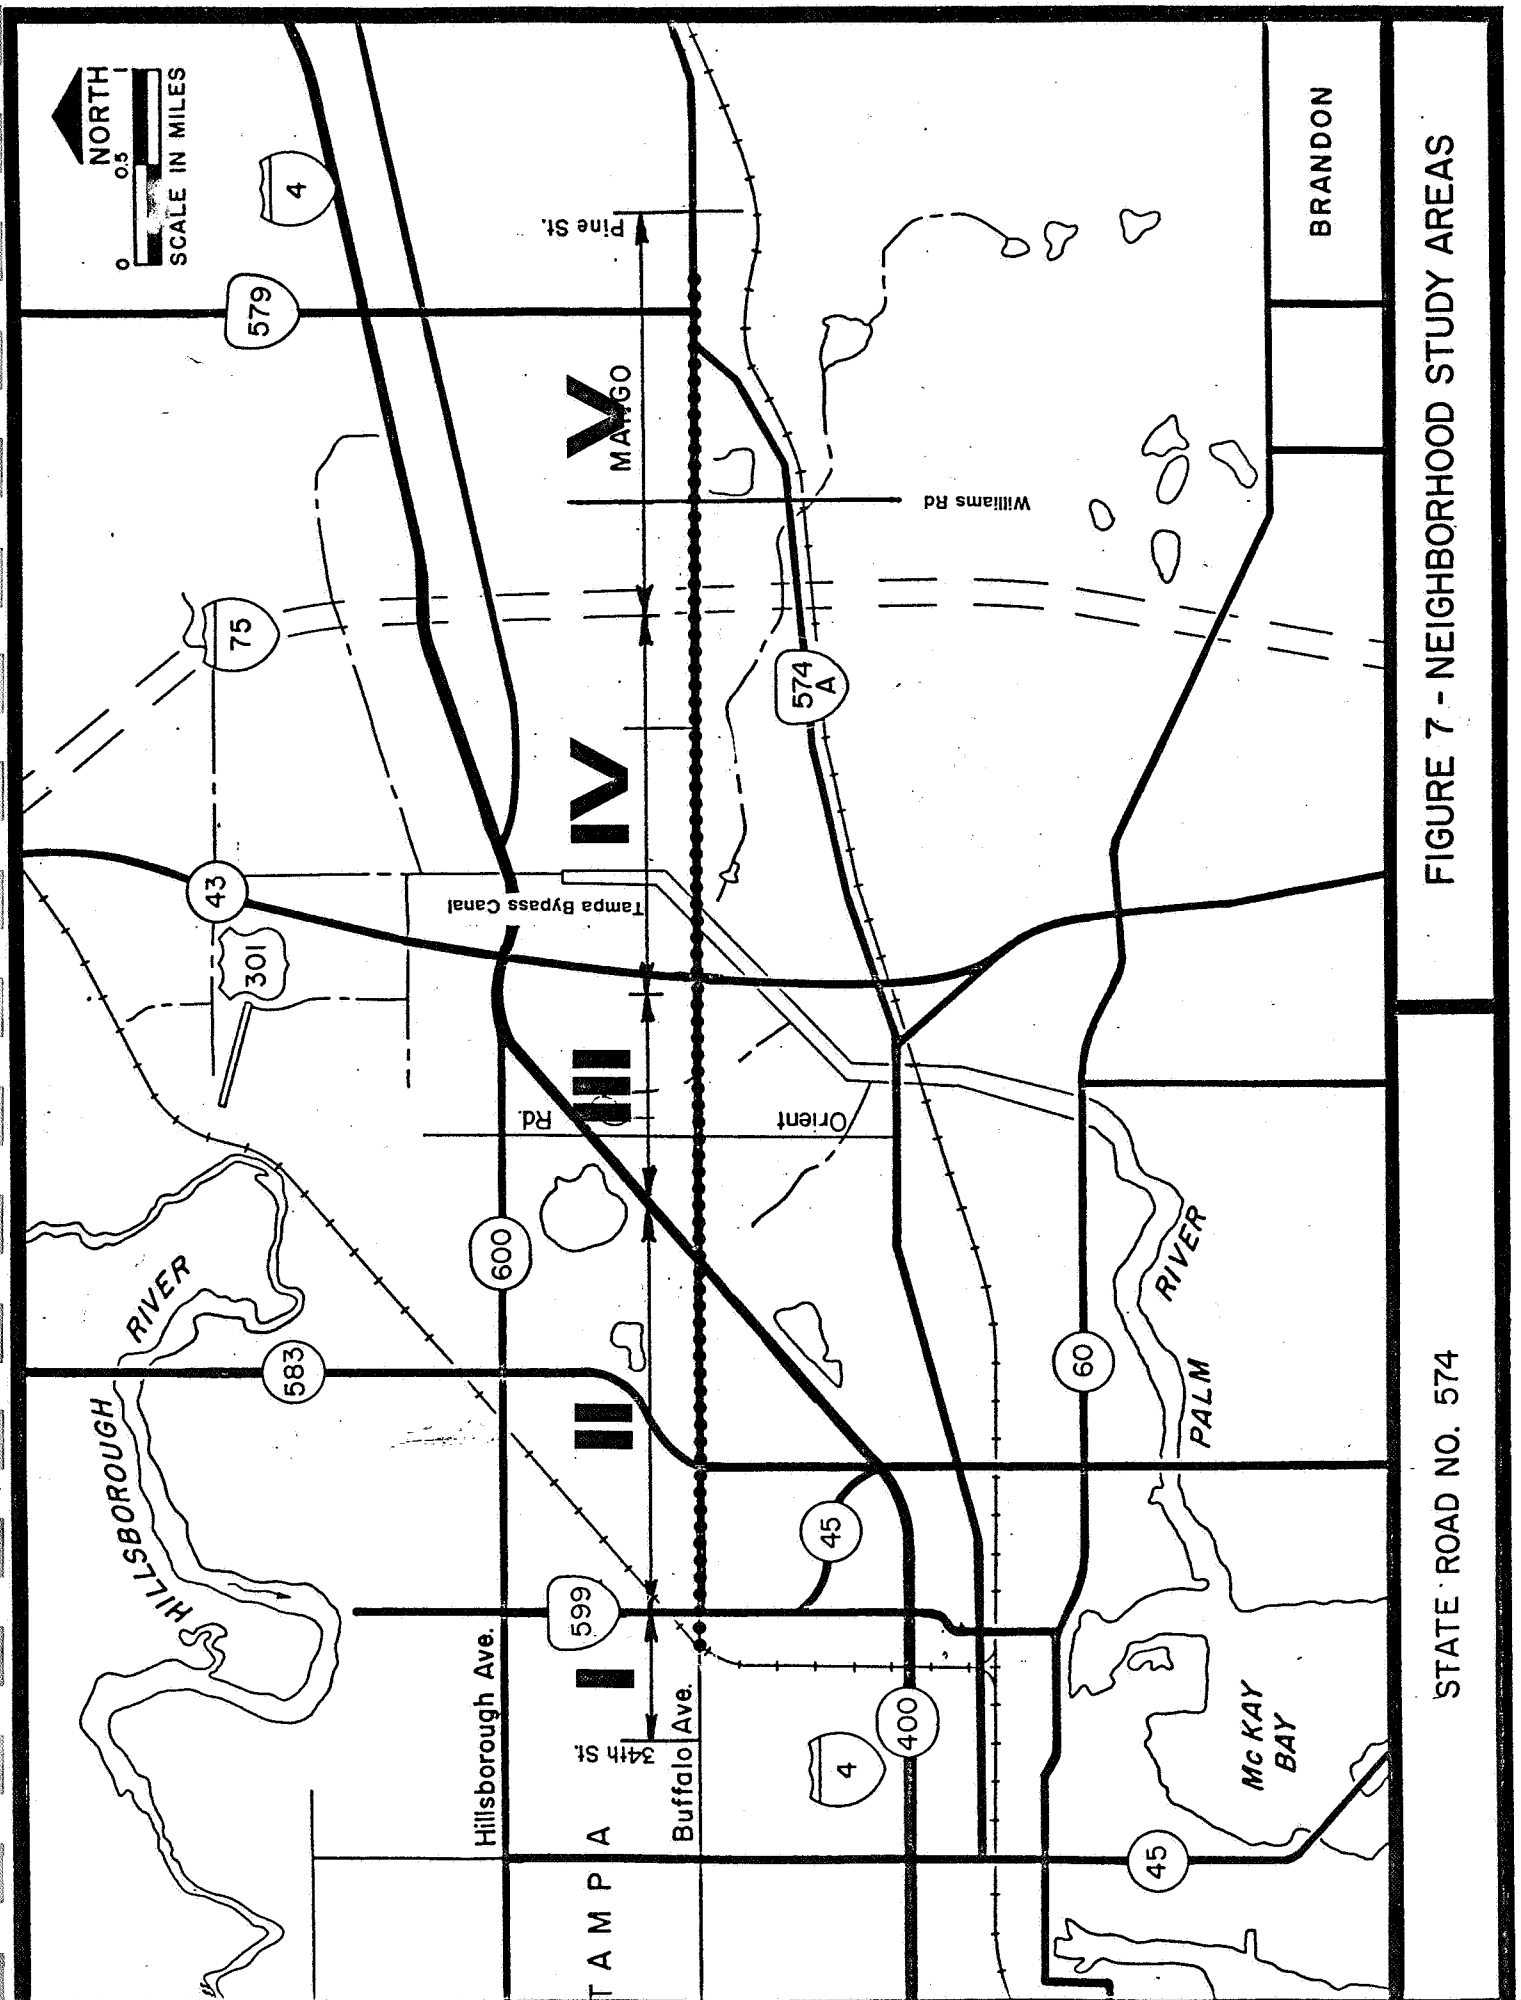 NORTH
0 0.5 1
SCALE IN MILES
4
579
75
43
301
RIVER
583
HILLSBOROUGH
600
599
Hillsborough Ave.
Pine St.
V
MANGO
Williams Rd
IV
Tampa Bypass Canal
III
Orient Rd.
II
I
34th St.
Buffalo Ave.
TAMPA
574
A
45
400
4
60
RIVER
PALM
Mc KAY
BAY
45
BRANDON
STATE ROAD NO. 574
FIGURE 7 - NEIGHBORHOOD STUDY AREAS